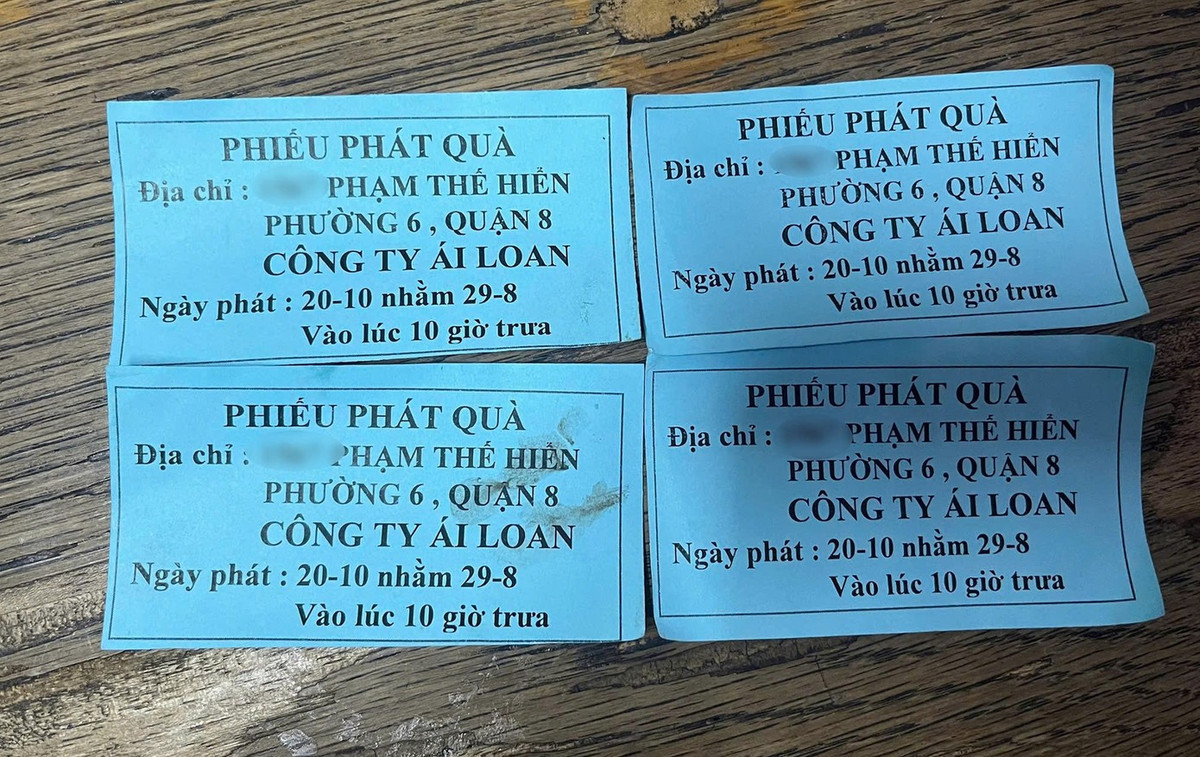 PHIẾU PHÁT QUÀ
Địa chỉ : PHẠM THẾ HIỂN
PHƯỜNG 6 , QUẬN 8
CÔNG TY ÁI LOAN
Ngày phát : 20-10 nhằm 29-8
Vào lúc 10 giờ trưa
PHIẾU PHÁT QUÀ
Địa chỉ : PHẠM THẾ HIỂN
PHƯỜNG 6 , QUẬN 8
CÔNG TY ÁI LOAN
Ngày phát : 20-10 nhằm 29-8
Vào lúc 10 giờ trưa
PHIẾU PHÁT QUÀ
Địa chỉ : PHẠM THẾ HIỂN
PHƯỜNG 6 , QUẬN 8
CÔNG TY ÁI LOAN
Ngày phát : 20-10 nhằm 29-8
Vào lúc 10 giờ trưa
PHIẾU PHÁT QUÀ
Địa chỉ : PHẠM THẾ HIỂN
PHƯỜNG 6 , QUẬN 8
CÔNG TY ÁI LOAN
Ngày phát : 20-10 nhằm 29-8
Vào lúc 10 giờ trưa